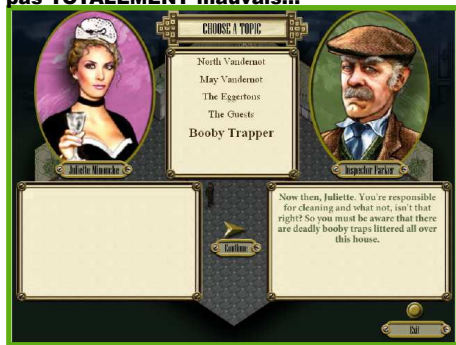 pas TOTALEMENT mauvais...
CHOOSE A TOPIC
North Vandernot
May Vandernot
The Eggertons
The Guests
Booby Trapper
Juliette Minouche
Inspector Parker
Now then, Juliette. You're responsible
for cleaning and what not, isn't that
right? So you must be aware that there
are deadly booby traps littered all over
this house.
Continue
Exit